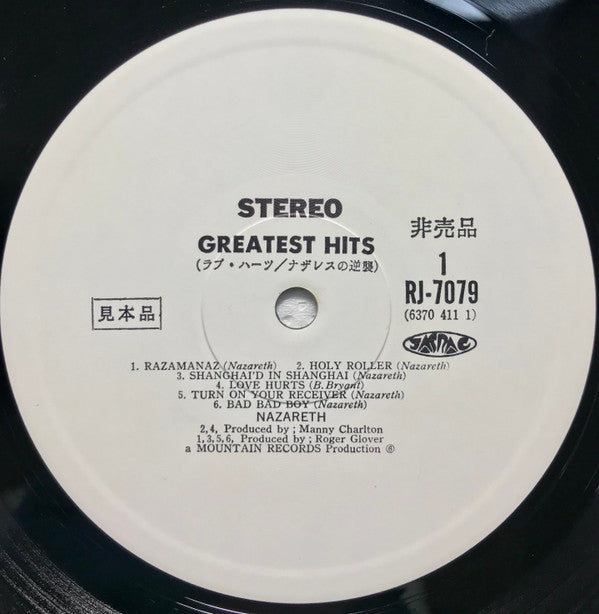 STEREO
GREATEST HITS
(ラブ・ハーツ/ナザレスの逆襲)
非売品
1
RJ-7079
(6370 411 1)
見本品
1. RAZAMANAZ (Nazareth) 2. HOLY ROLLER (Nazareth)
3. SHANGHAI'D IN SHANGHAI (Nazareth)
4. LOVE HURTS (B. Bryant)
5. TURN ON YOUR RECEIVER (Nazareth)
6. BAD BAD BOY (Nazareth)
NAZARETH
2,4, Produced by ; Manny Charlton
1,3,5,6, Produced by ; Roger Glover
a MOUNTAIN RECORDS Production ⓟ